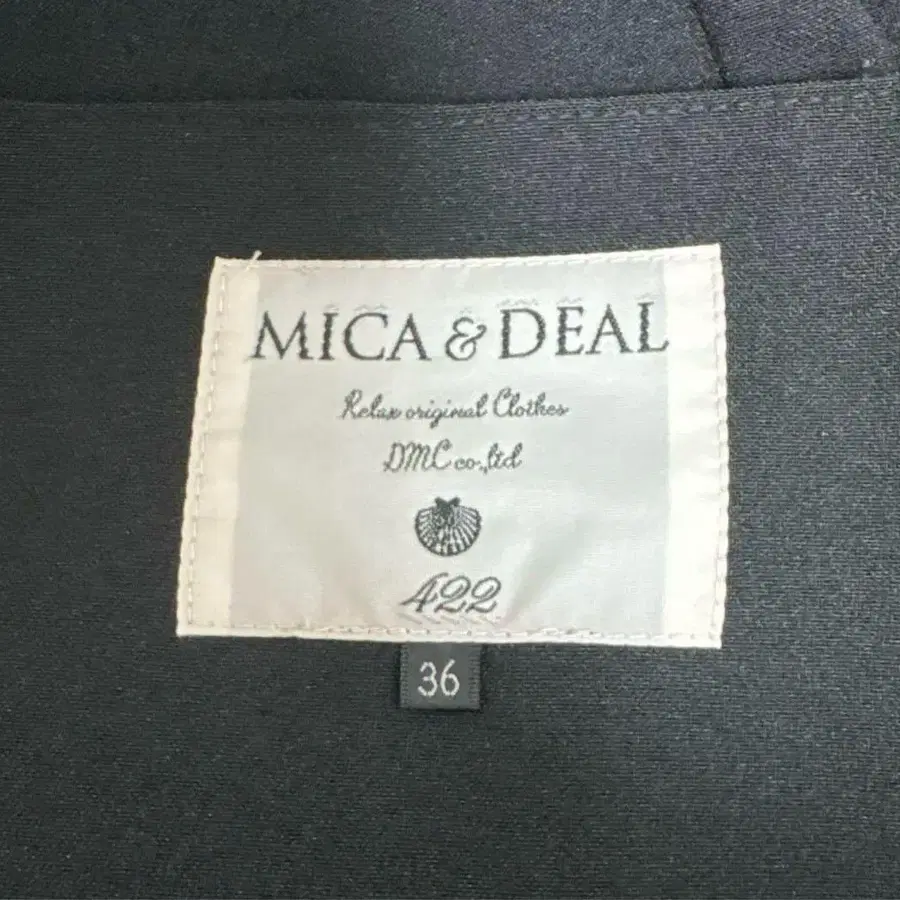 MICA & DEAL
Relax original Clothes
DMC co.,ltd
422
36